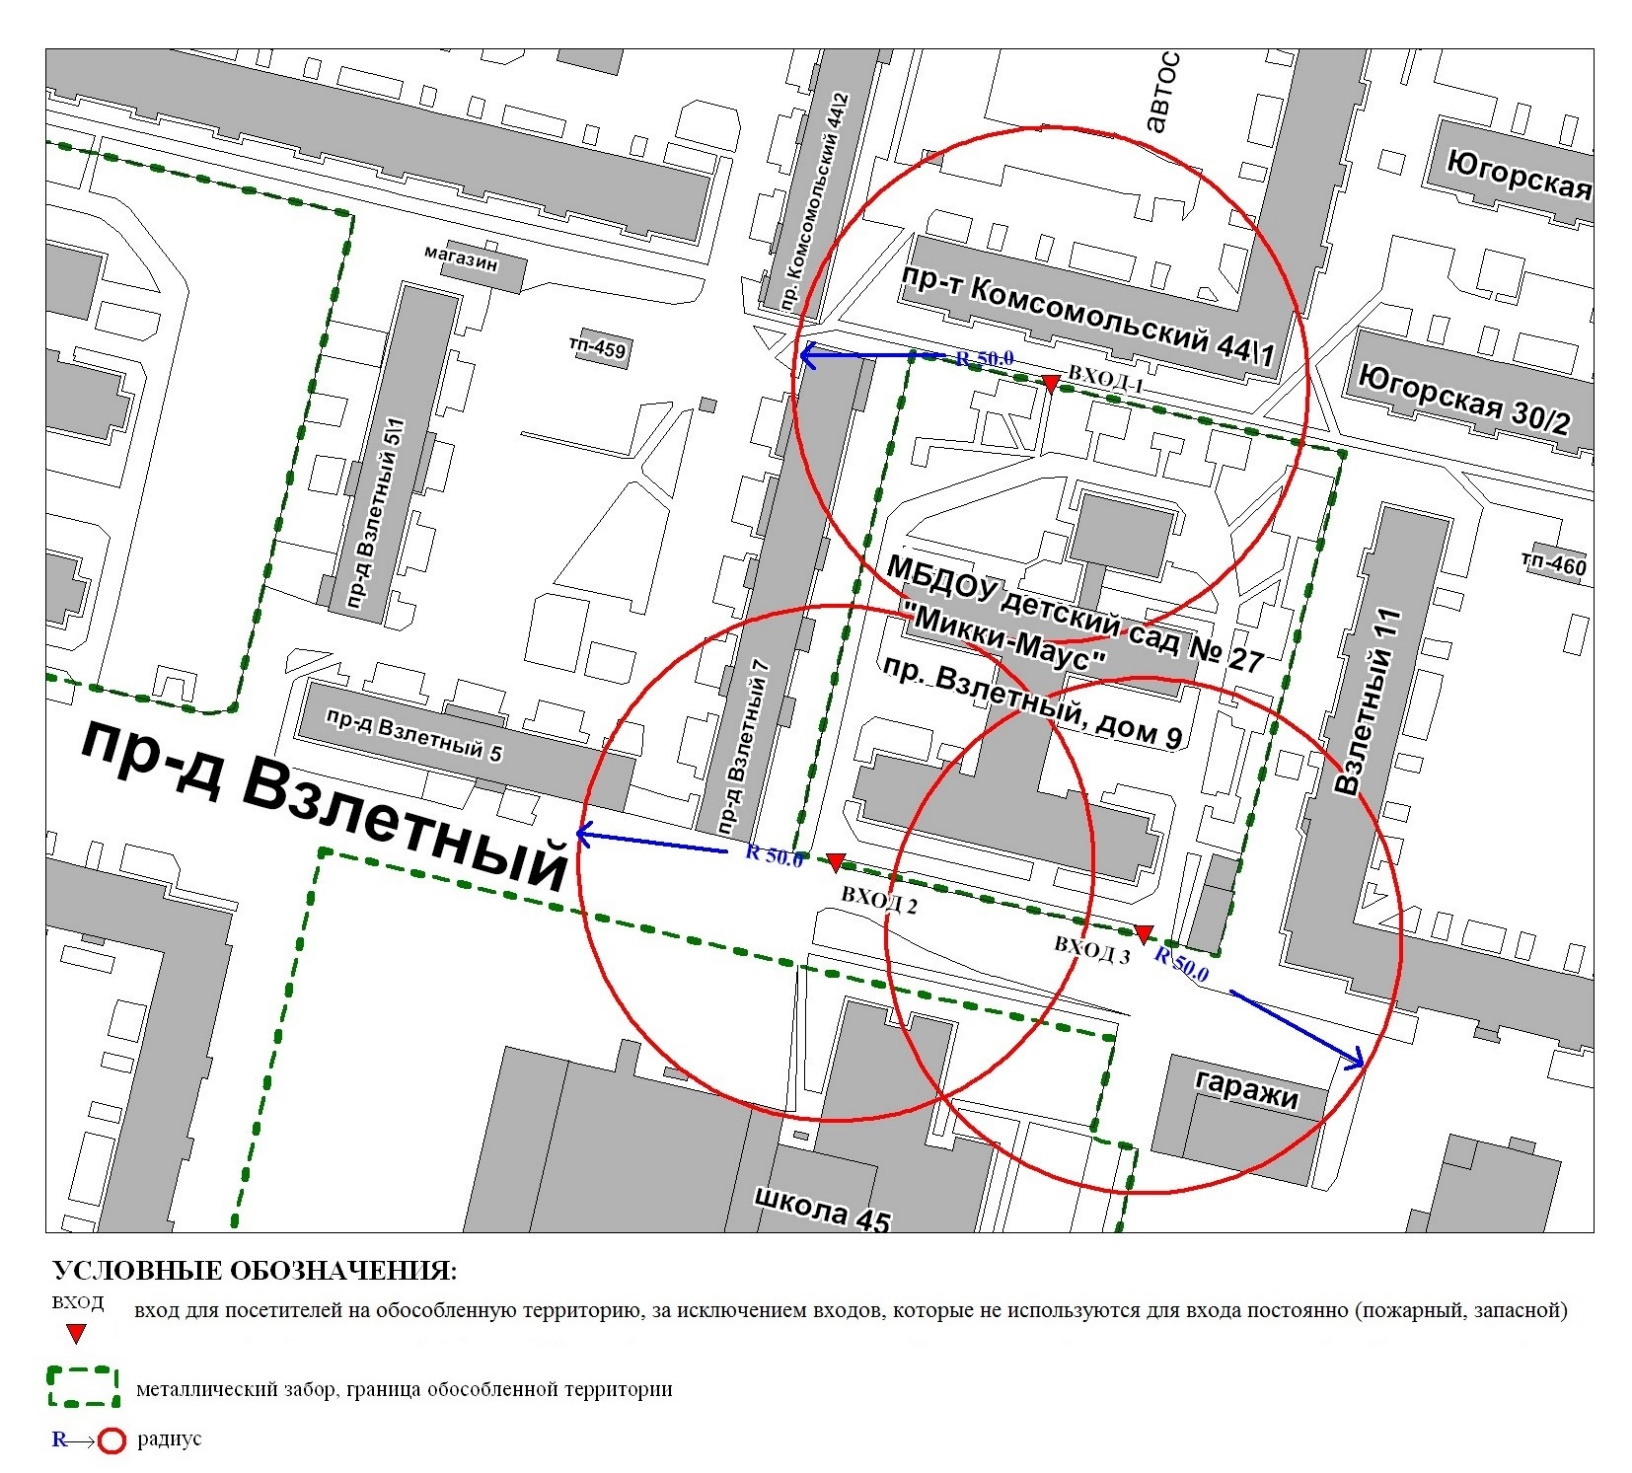 автос
пр. Комсомольский 44\2
Югорская
магазин
пр-т Комсомольский 44\1
тп-459
R 50.0
ВХОД 1
Югорская 30/2
пр-д Взлетный 5\1
тп-460
МБДОУ детский сад № 27
"Микки-Маус"
пр. Взлетный, дом 9
Взлетный 11
пр-д Взлетный 7
пр-д Взлетный 5
пр-д Взлетный
R 50.0
ВХОД 2
ВХОД 3
R 50.0
гаражи
школа 45
УСЛОВНЫЕ ОБОЗНАЧЕНИЯ:
ВХОД
вход для посетителей на обособленную территорию, за исключением входов, которые не используются для входа постоянно (пожарный, запасной)
металлический забор, граница обособленной территории
R
радиус